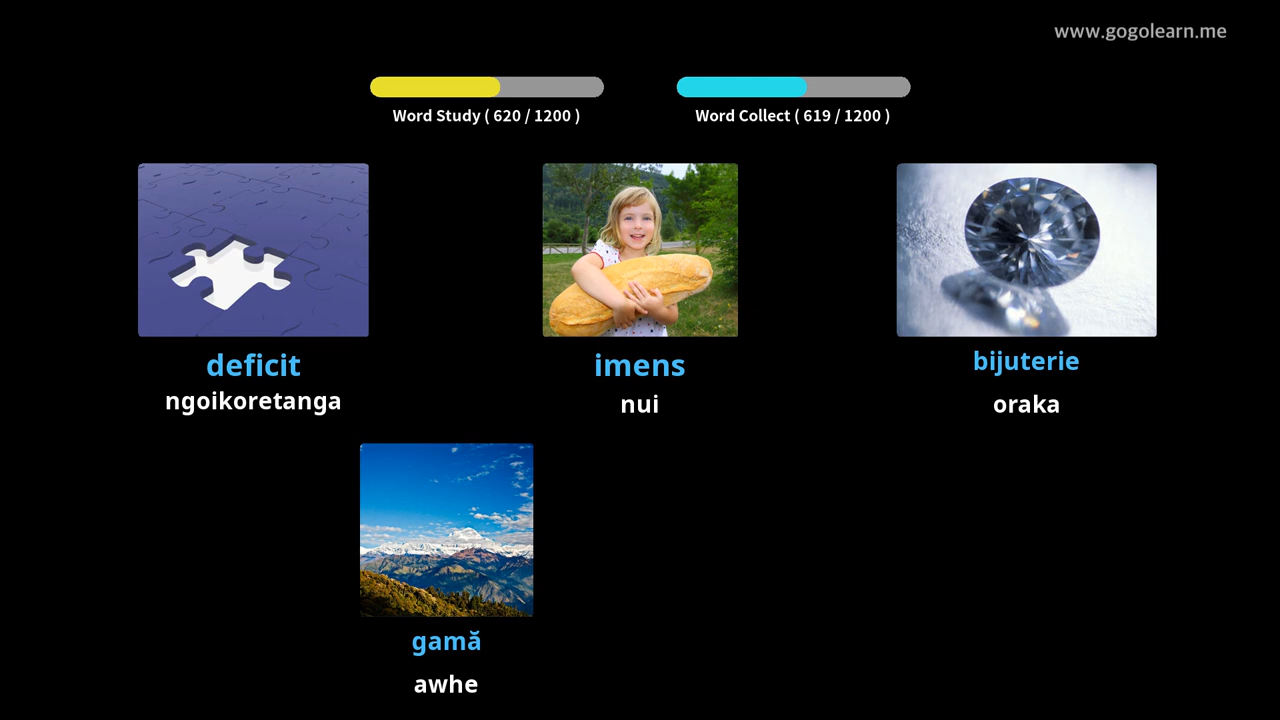 www.gogolearn.me
Word Study ( 620 / 1200 )
Word Collect ( 619 / 1200 )
deficit
ngoikoretanga
imens
nui
bijuterie
oraka
gamă
awhe